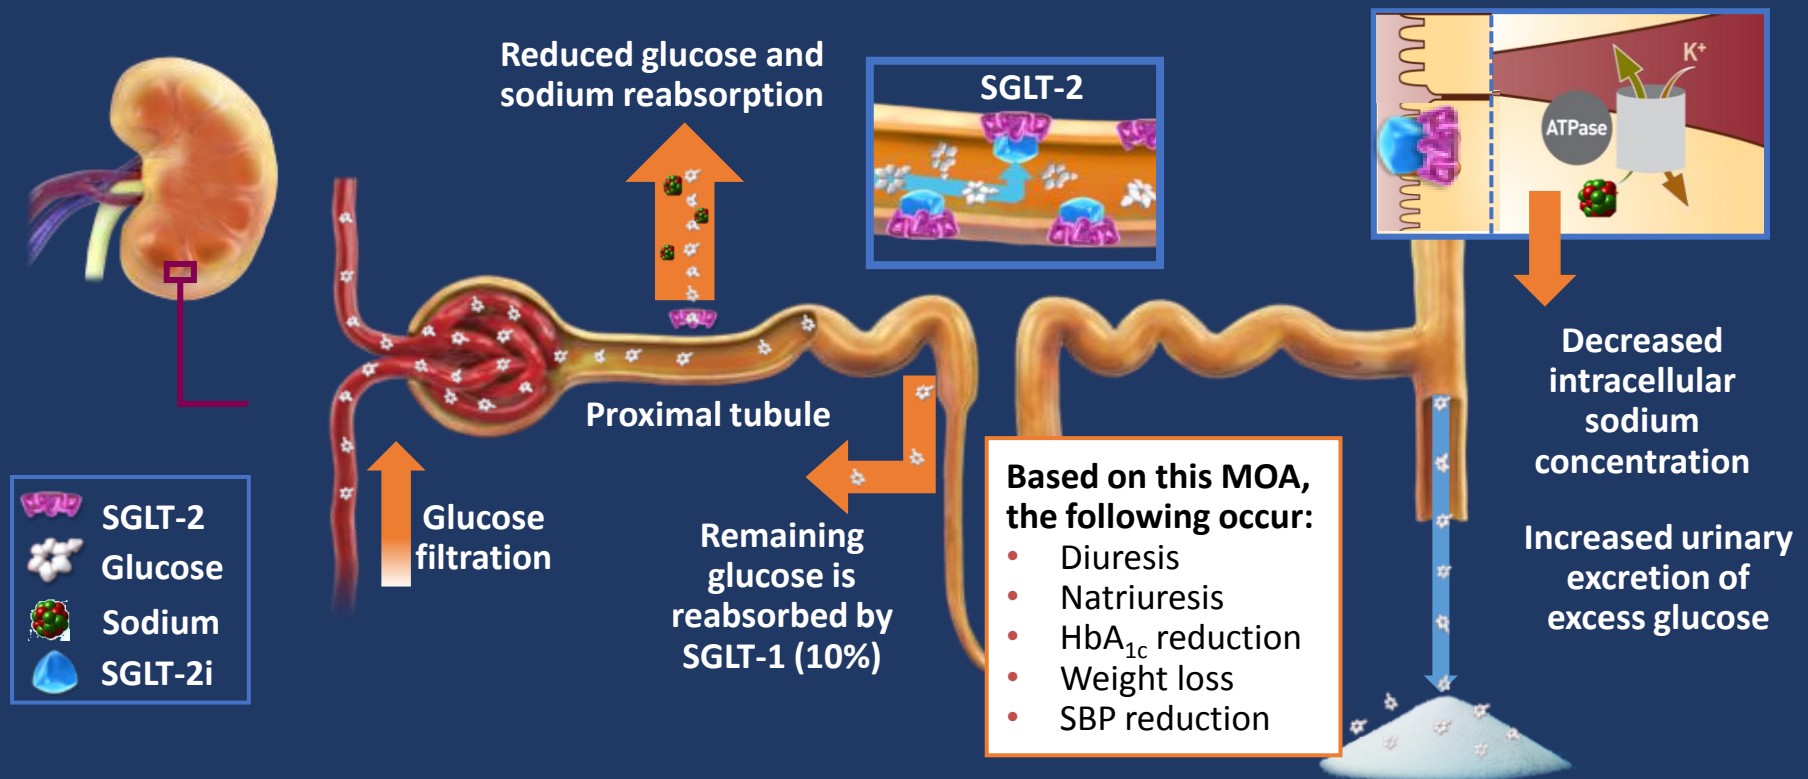 Reduced glucose and
sodium reabsorption
SGLT-2
K+
ATPase
Proximal tubule
Glucose
filtration
Remaining
glucose is
reabsorbed by
SGLT-1 (10%)
Based on this MOA,
the following occur:
• Diuresis
• Natriuresis
• HbA1c reduction
• Weight loss
• SBP reduction
Decreased
intracellular
sodium
concentration
Increased urinary
excretion of
excess glucose
SGLT-2
Glucose
Sodium
SGLT-2i